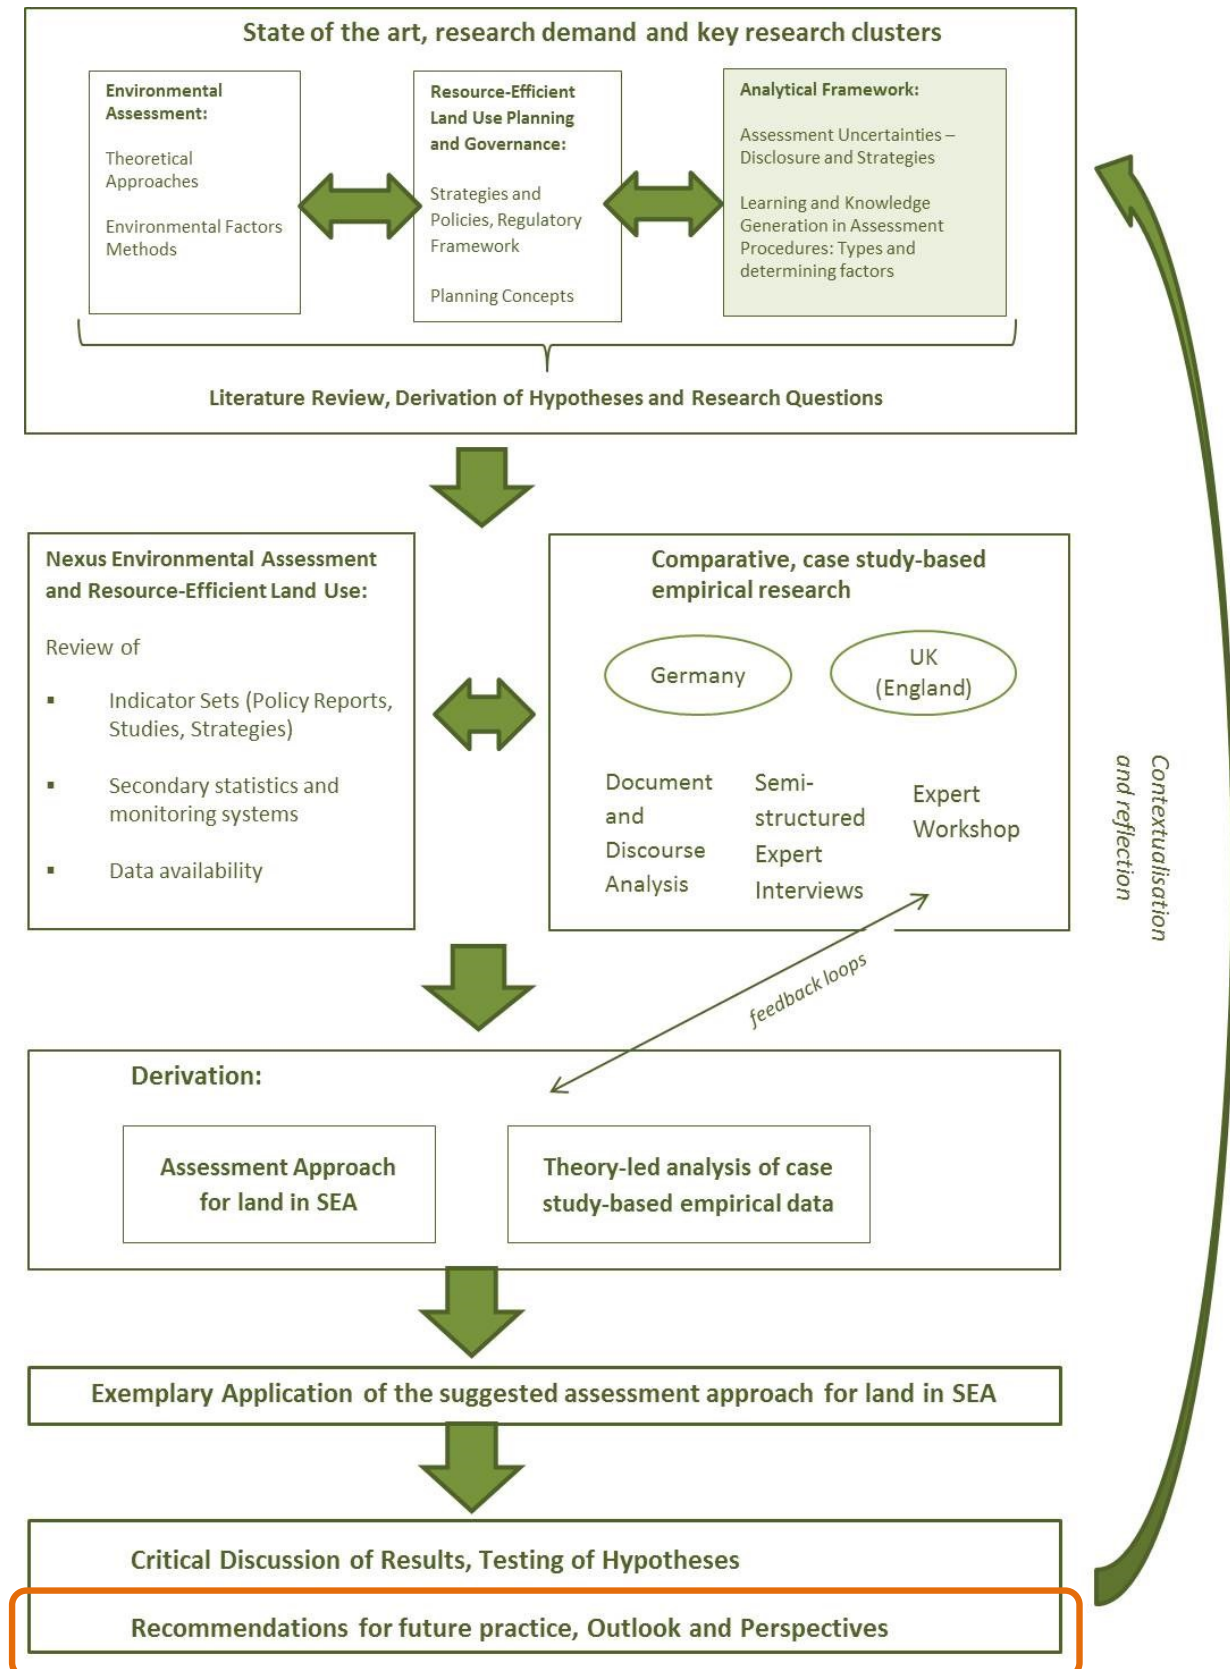 State of the art, research demand and key research clusters
Environmental
Assessment:
Theoretical
Approaches
Environmental Factors
Methods
Resource-Efficient
Land Use Planning
and Governance:
Strategies and
Policies, Regulatory
Framework
Planning Concepts
Analytical Framework:
Assessment Uncertainties –
Disclosure and Strategies
Learning and Knowledge
Generation in Assessment
Procedures: Types and
determining factors
Literature Review, Derivation of Hypotheses and Research Questions
Nexus Environmental Assessment
and Resource-Efficient Land Use:
Review of
▪ Indicator Sets (Policy Reports,
Studies, Strategies)
▪ Secondary statistics and
monitoring systems
▪ Data availability
Comparative, case study-based
empirical research
Germany
UK
(England)
Document
and
Discourse
Analysis
Semi-
structured
Expert
Interviews
Expert
Workshop
Contextualisation
and reflection
feedback loops
Derivation:
Assessment Approach
for land in SEA
Theory-led analysis of case
study-based empirical data
Exemplary Application of the suggested assessment approach for land in SEA
Critical Discussion of Results, Testing of Hypotheses
Recommendations for future practice, Outlook and Perspectives